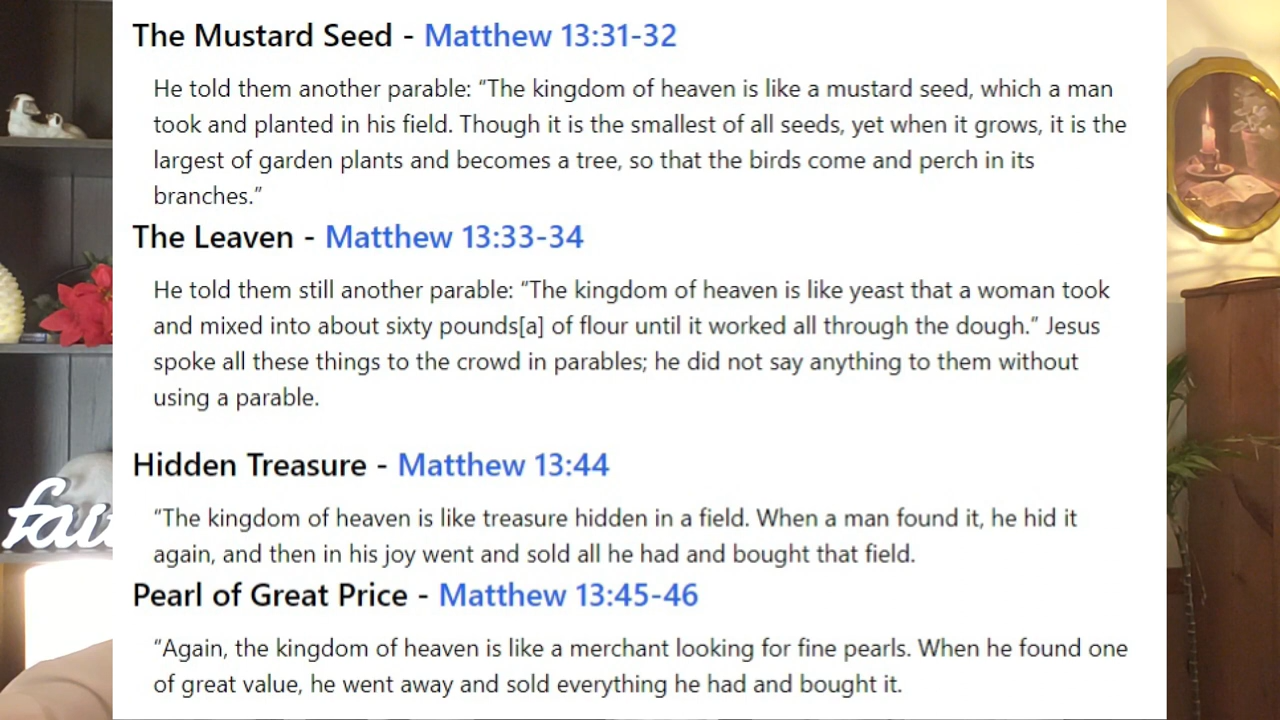 The Mustard Seed - Matthew 13:31-32
He told them another parable: “The kingdom of heaven is like a mustard seed, which a man
took and planted in his field. Though it is the smallest of all seeds, yet when it grows, it is the
largest of garden plants and becomes a tree, so that the birds come and perch in its
branches.”
The Leaven - Matthew 13:33-34
He told them still another parable: “The kingdom of heaven is like yeast that a woman took
and mixed into about sixty pounds[a] of flour until it worked all through the dough.” Jesus
spoke all these things to the crowd in parables; he did not say anything to them without
using a parable.
Hidden Treasure - Matthew 13:44
“The kingdom of heaven is like treasure hidden in a field. When a man found it, he hid it
again, and then in his joy went and sold all he had and bought that field.
Pearl of Great Price - Matthew 13:45-46
“Again, the kingdom of heaven is like a merchant looking for fine pearls. When he found one
of great value, he went away and sold everything he had and bought it.